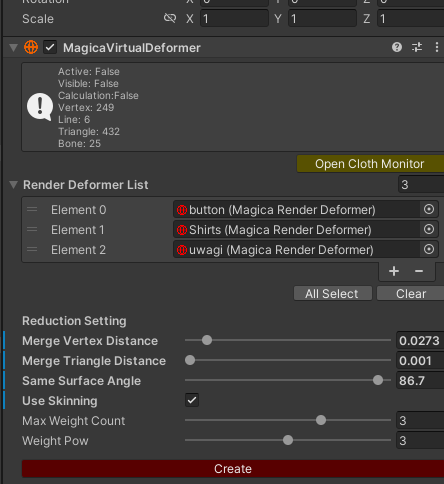 Rotation X 0 Y 0 Z 0
Scale X 1 Y 1 Z 1
MagicaVirtualDeformer
Active: False
Visible: False
Calculation:False
Vertex: 249
Line: 6
Triangle: 432
Bone: 25
Open Cloth Monitor
Render Deformer List 3
Element 0 button (Magica Render Deformer)
Element 1 Shirts (Magica Render Deformer)
Element 2 uwagi (Magica Render Deformer)
+ −
All Select Clear
Reduction Setting
Merge Vertex Distance 0.0273
Merge Triangle Distance 0.001
Same Surface Angle 86.7
Use Skinning
Max Weight Count 3
Weight Pow 3
Create